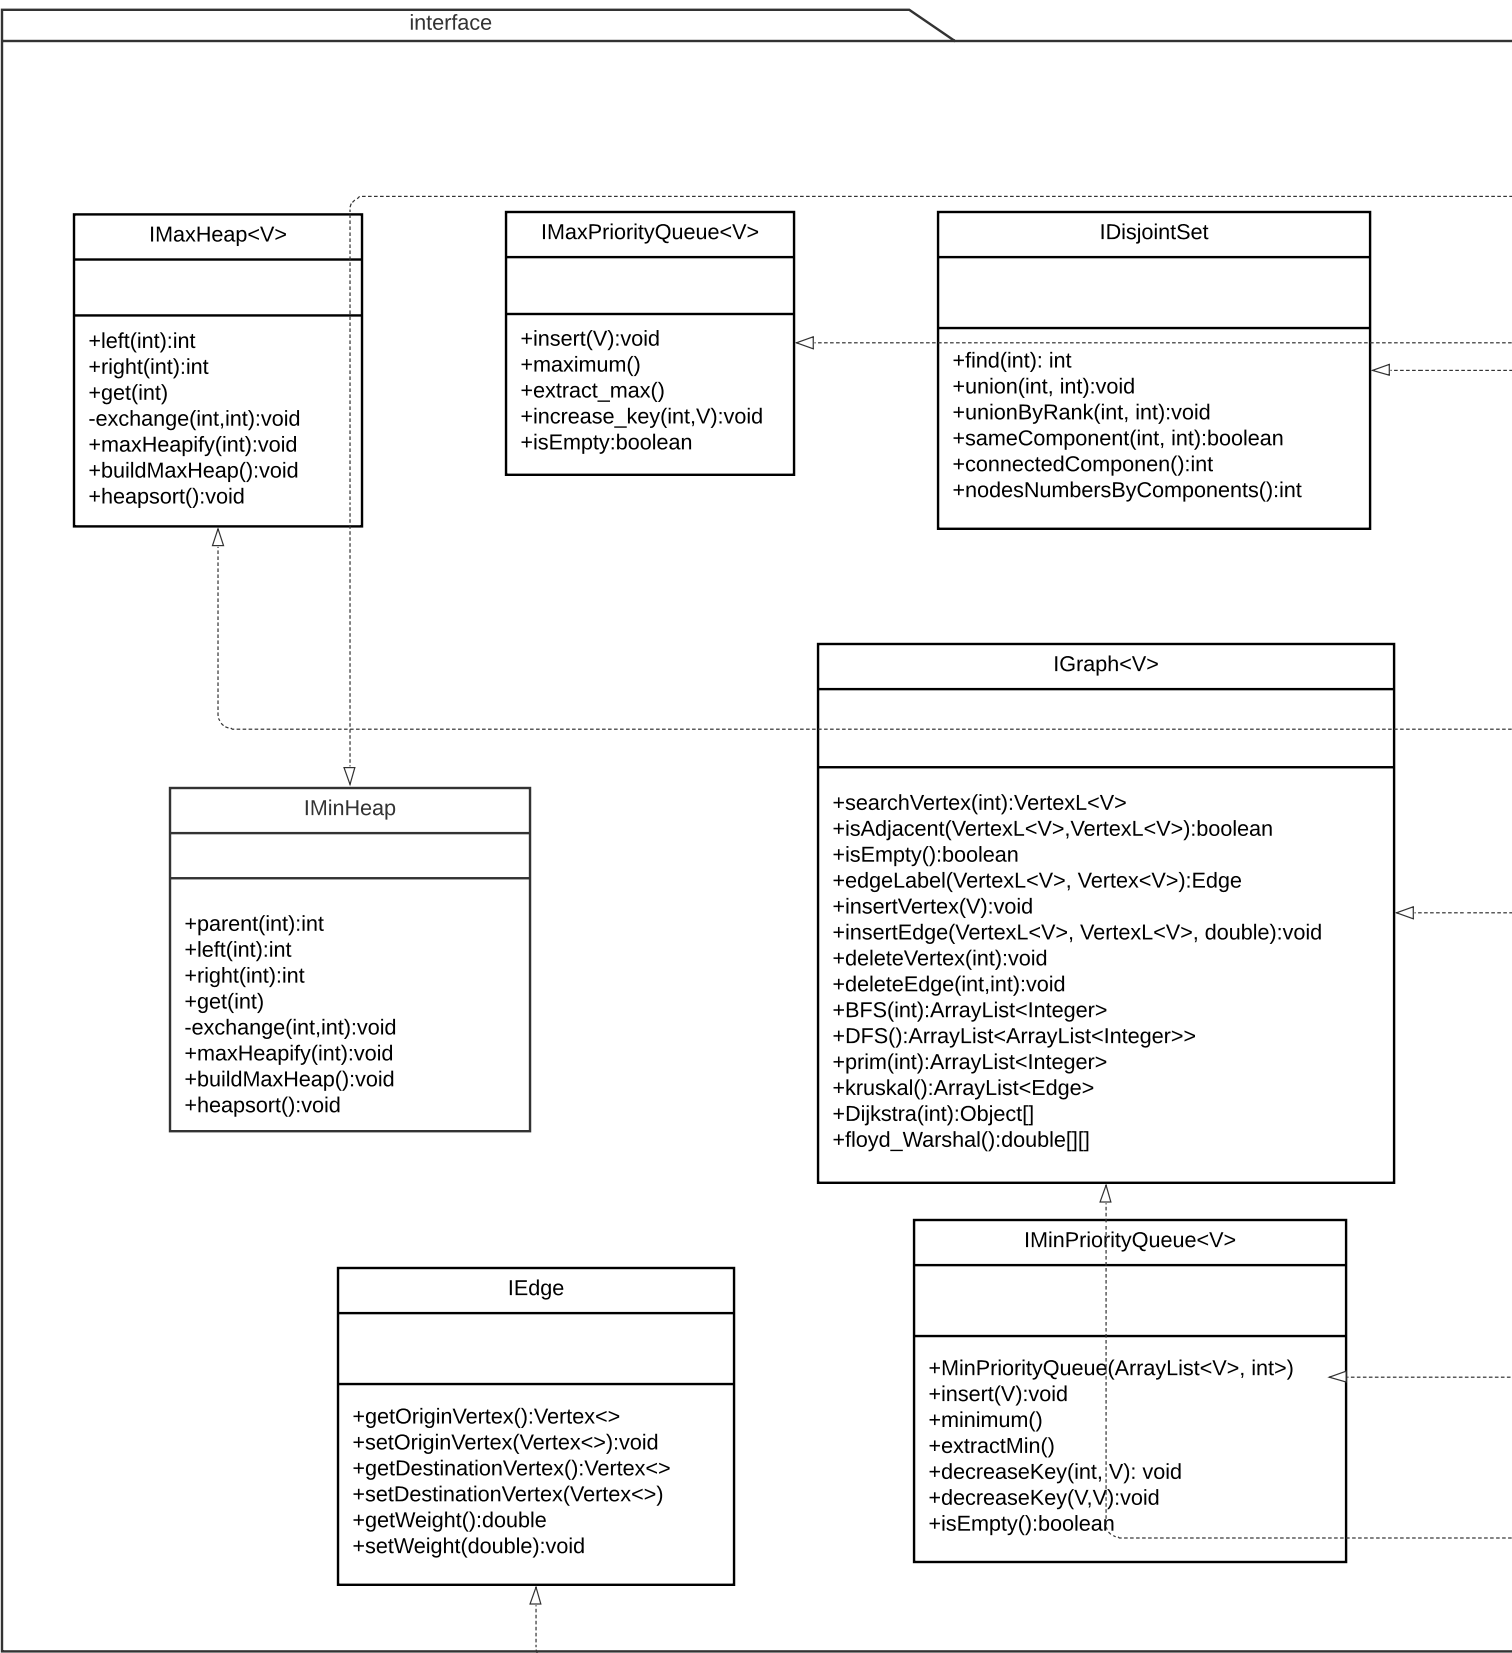 interface
IMaxHeap<V>
+left(int):int
+right(int):int
+get(int)
-exchange(int,int):void
+maxHeapify(int):void
+buildMaxHeap():void
+heapsort():void
IMaxPriorityQueue<V>
+insert(V):void
+maximum()
+extract_max()
+increase_key(int,V):void
+isEmpty:boolean
IDisjointSet
+find(int): int
+union(int, int):void
+unionByRank(int, int):void
+sameComponent(int, int):boolean
+connectedComponen():int
+nodesNumbersByComponents():int
IGraph<V>
+searchVertex(int):VertexL<V>
+isAdjacent(VertexL<V>,VertexL<V>):boolean
+isEmpty():boolean
+edgeLabel(VertexL<V>, Vertex<V>):Edge
+insertVertex(V):void
+insertEdge(VertexL<V>, VertexL<V>, double):void
+deleteVertex(int):void
+deleteEdge(int,int):void
+BFS(int):ArrayList<Integer>
+DFS():ArrayList<ArrayList<Integer>>
+prim(int):ArrayList<Integer>
+kruskal():ArrayList<Edge>
+Dijkstra(int):Object[]
+floyd_Warshal():double[][]
IMinHeap
+parent(int):int
+left(int):int
+right(int):int
+get(int)
-exchange(int,int):void
+maxHeapify(int):void
+buildMaxHeap():void
+heapsort():void
IMinPriorityQueue<V>
+MinPriorityQueue(ArrayList<V>, int>)
+insert(V):void
+minimum()
+extractMin()
+decreaseKey(int, V): void
+decreaseKey(V,V):void
+isEmpty():boolean
IEdge
+getOriginVertex():Vertex<>
+setOriginVertex(Vertex<>):void
+getDestinationVertex():Vertex<>
+setDestinationVertex(Vertex<>)
+getWeight():double
+setWeight(double):void